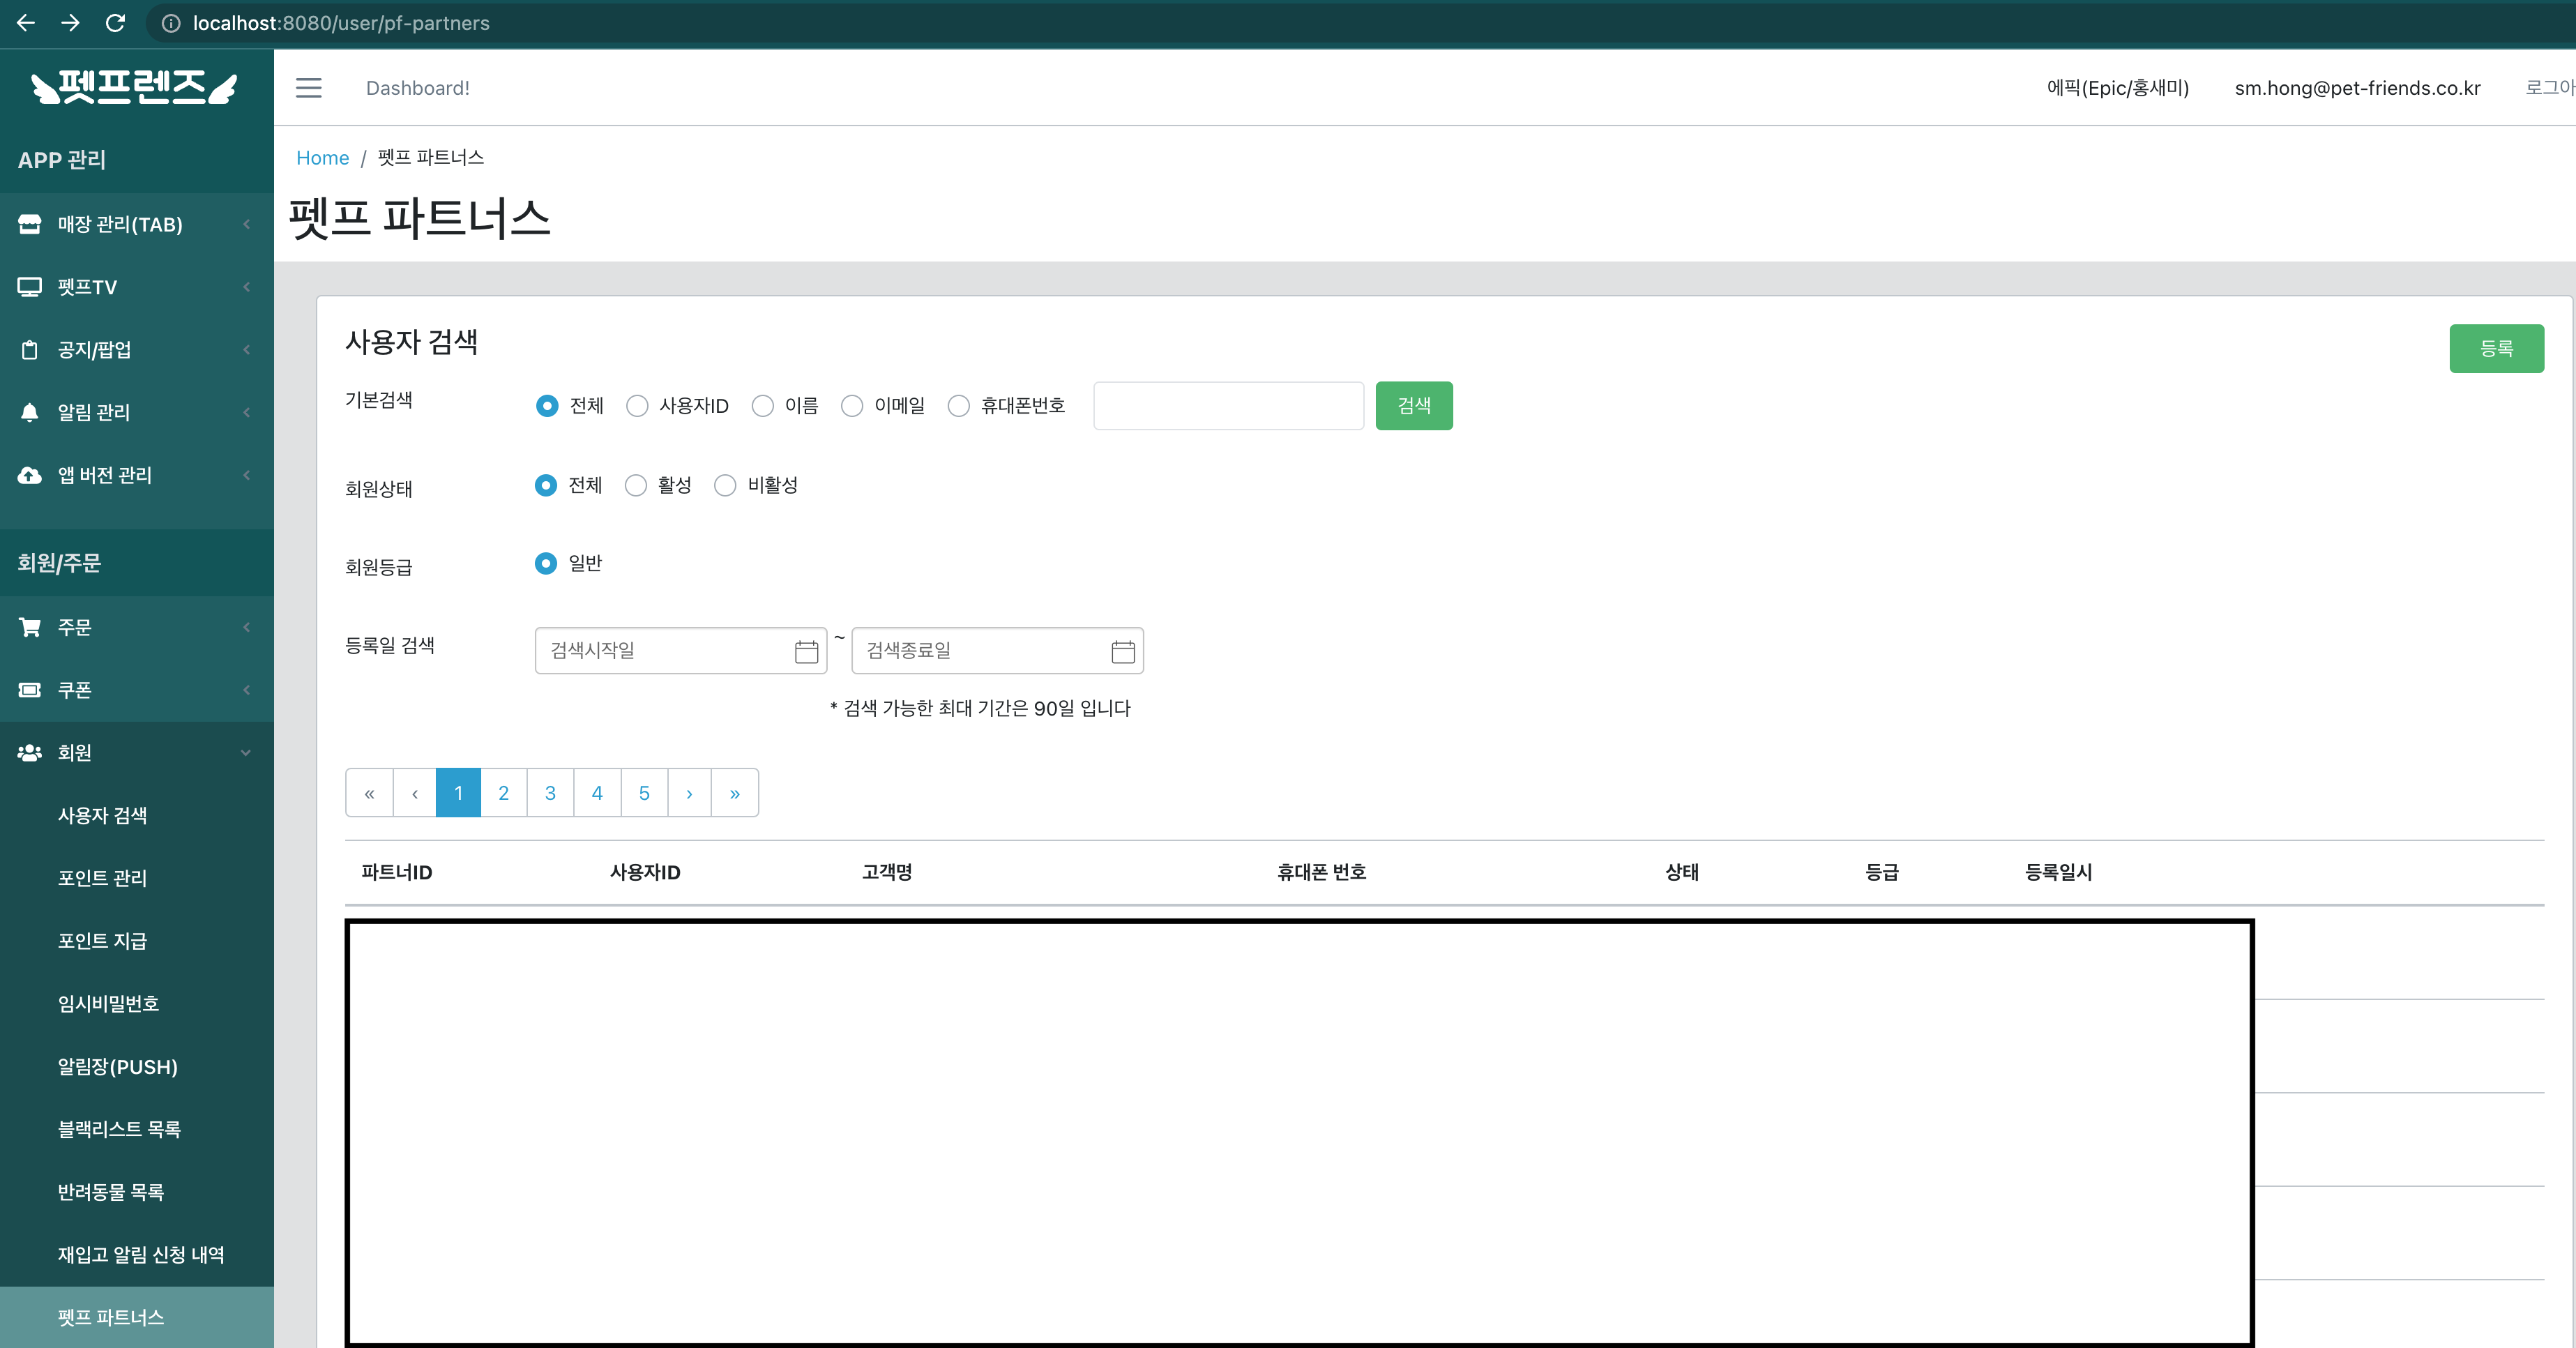 localhost:8080/user/pf-partners
펫프렌즈
Dashboard!
에픽(Epic/홍새미)
sm.hong@pet-friends.co.kr
로그아
APP 관리
매장 관리(TAB)
펫프TV
공지/팝업
알림 관리
앱 버전 관리
회원/주문
주문
쿠폰
회원
사용자 검색
포인트 관리
포인트 지급
임시비밀번호
알림장(PUSH)
블랙리스트 목록
반려동물 목록
재입고 알림 신청 내역
펫프 파트너스
Home / 펫프 파트너스
펫프 파트너스
사용자 검색
등록
기본검색 전체 사용자ID 이름 이메일 휴대폰번호 검색
회원상태 전체 활성 비활성
회원등급 일반
등록일 검색 검색시작일 ~ 검색종료일
* 검색 가능한 최대 기간은 90일 입니다
« ‹ 1 2 3 4 5 › »
파트너ID 사용자ID 고객명 휴대폰 번호 상태 등급 등록일시